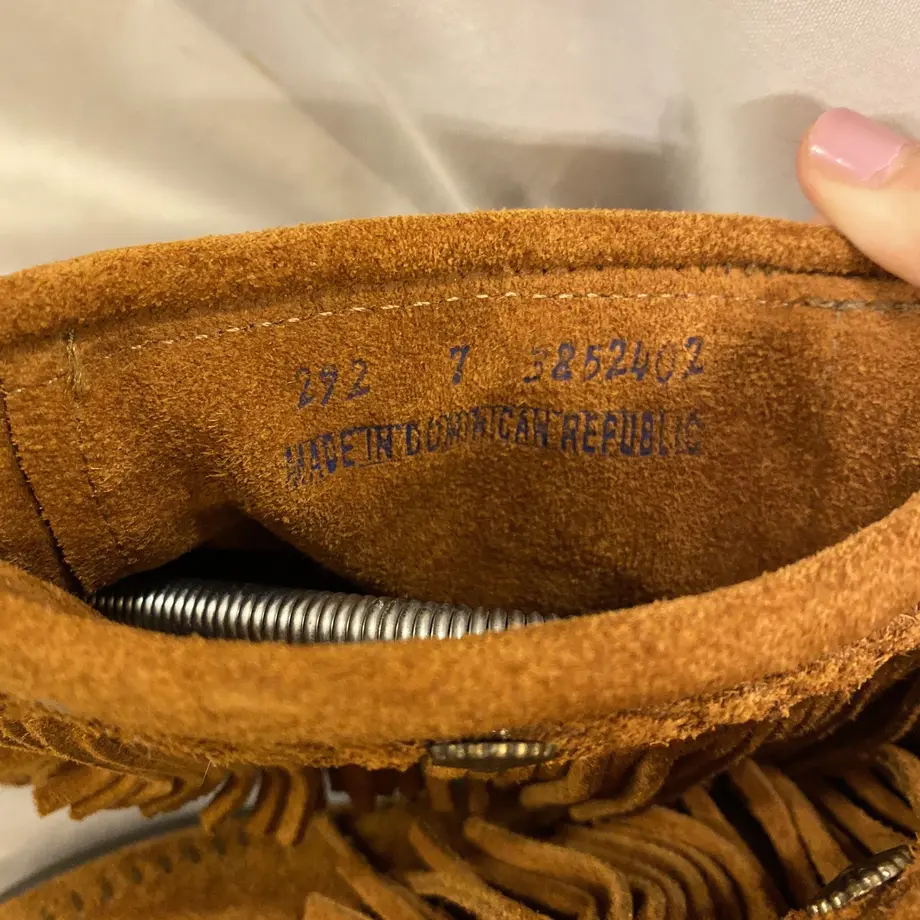 292 7 3852402
MADE IN DOMINICAN REPUBLIC